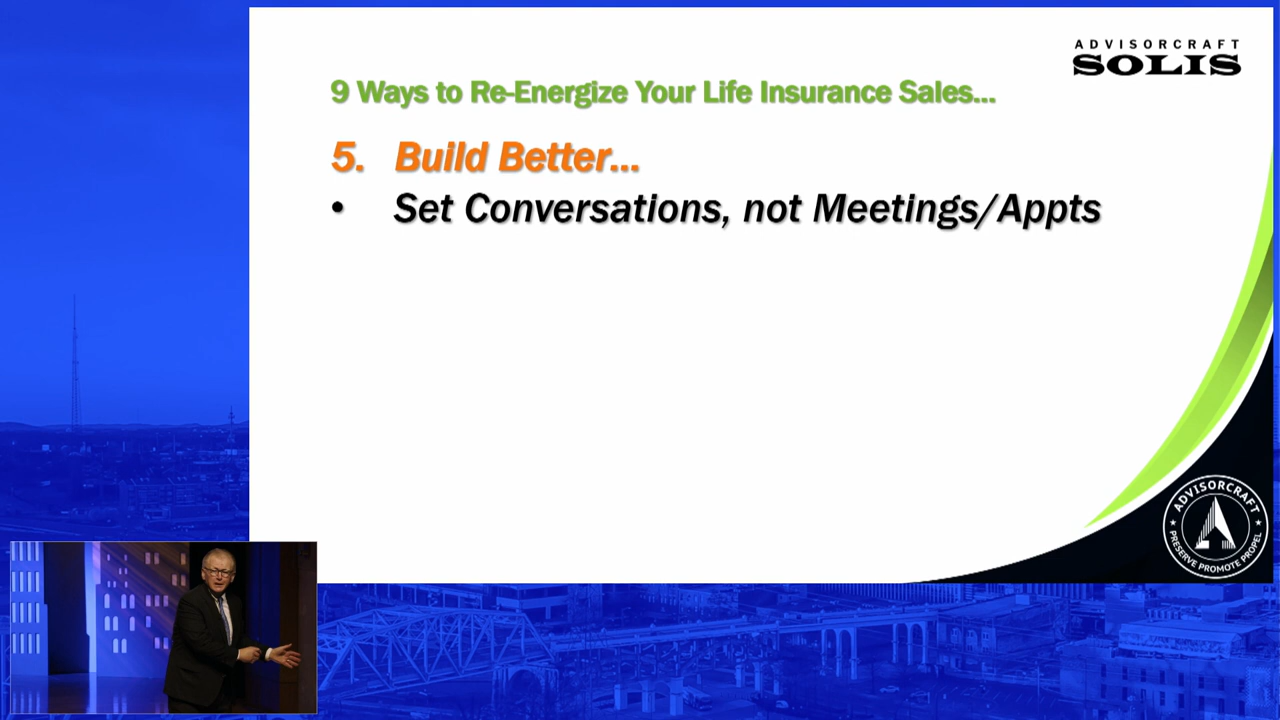 ADVISORCRAFT
SOLIS
9 Ways to Re-Energize Your Life Insurance Sales...
5. Build Better...
• Set Conversations, not Meetings/Appts
ADVISORCRAFT
PRESERVE PROMOTE PROPEL